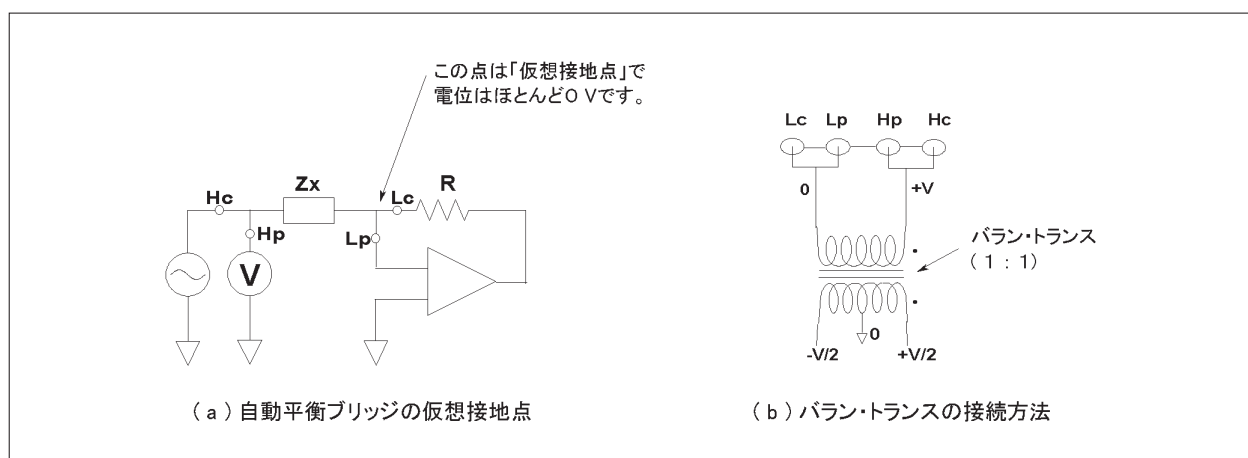 この点は「仮想接地点」で
電位はほとんど0 Vです。
Hc
Zx
Lc
R
Hp
Lp
V
(a)自動平衡ブリッジの仮想接地点
Lc Lp Hp Hc
0
+V
バラン・トランス
(1:1)
0
-V/2
+V/2
(b)バラン・トランスの接続方法